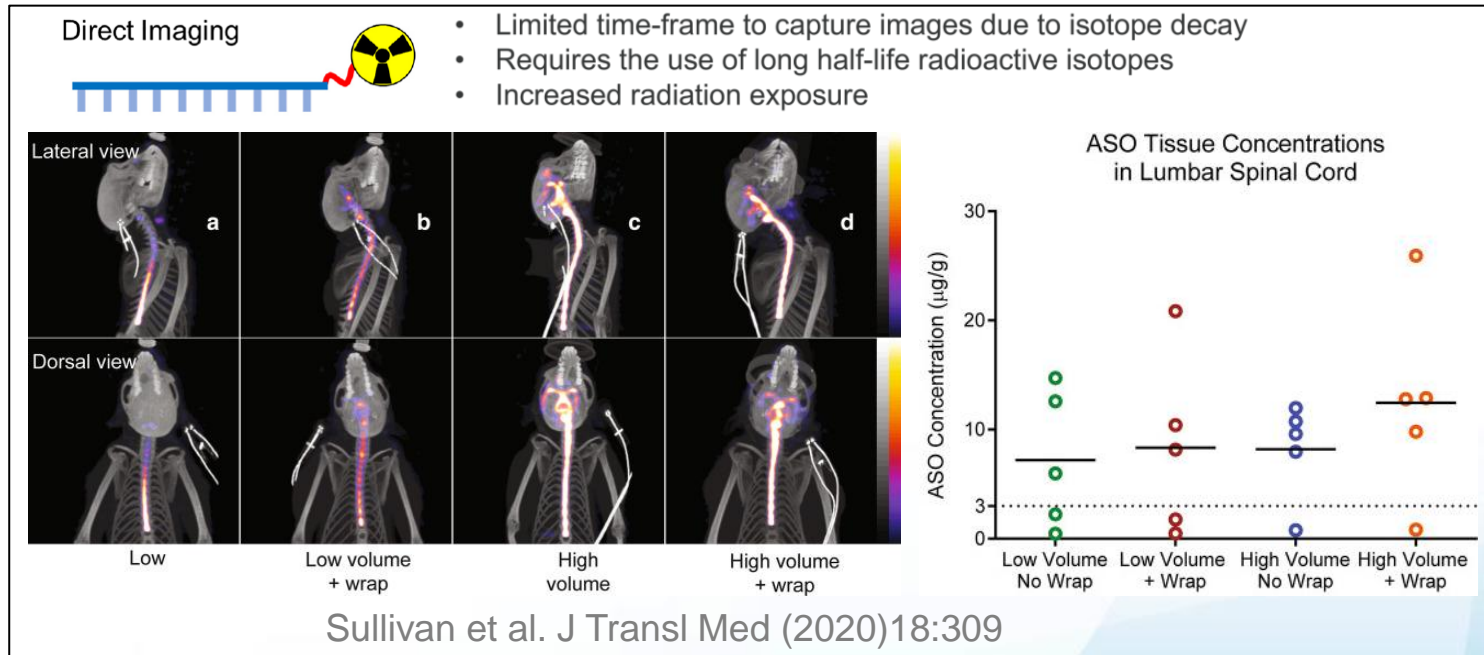 Direct Imaging
• Limited time-frame to capture images due to isotope decay
• Requires the use of long half-life radioactive isotopes
• Increased radiation exposure
Lateral view
a
b
c
d
Dorsal view
Low
Low volume
+ wrap
High
volume
High volume
+ wrap
ASO Tissue Concentrations
in Lumbar Spinal Cord
ASO Concentration (µg/g)
30
20
10
3
0
Low Volume
No Wrap
Low Volume
+ Wrap
High Volume
No Wrap
High Volume
+ Wrap
Sullivan et al. J Transl Med (2020)18:309